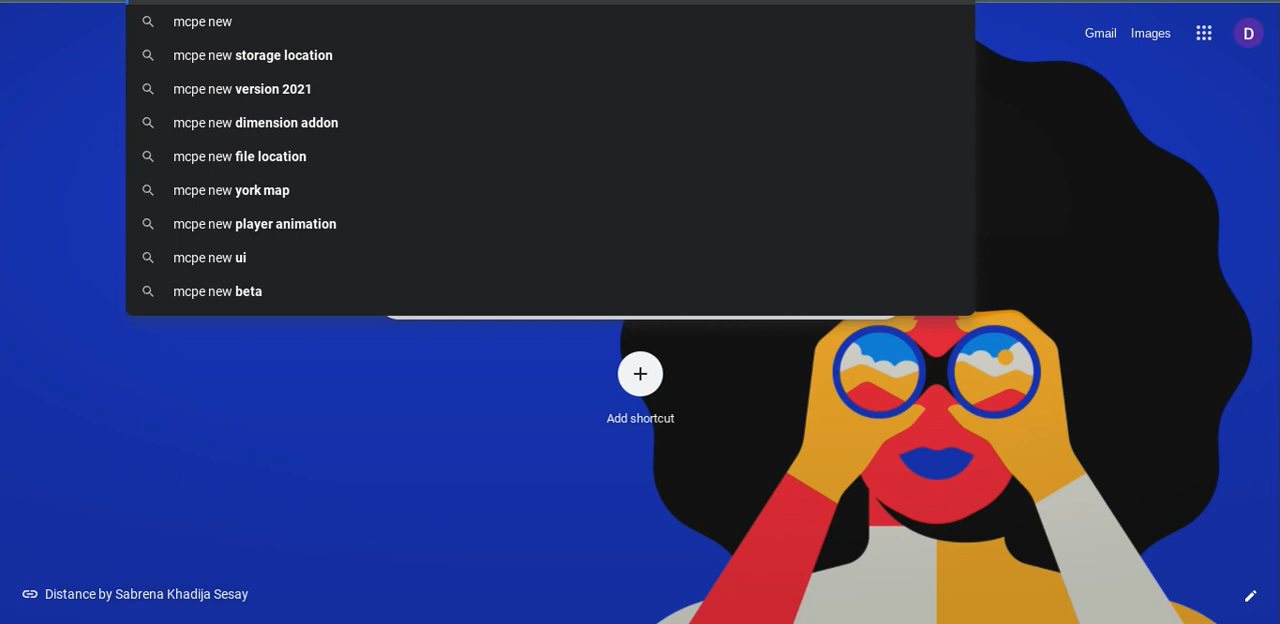 mcpe new
Gmail Images D
mcpe new storage location
mcpe new version 2021
mcpe new dimension addon
mcpe new file location
mcpe new york map
mcpe new player animation
mcpe new ui
mcpe new beta
Add shortcut
Distance by Sabrena Khadija Sesay